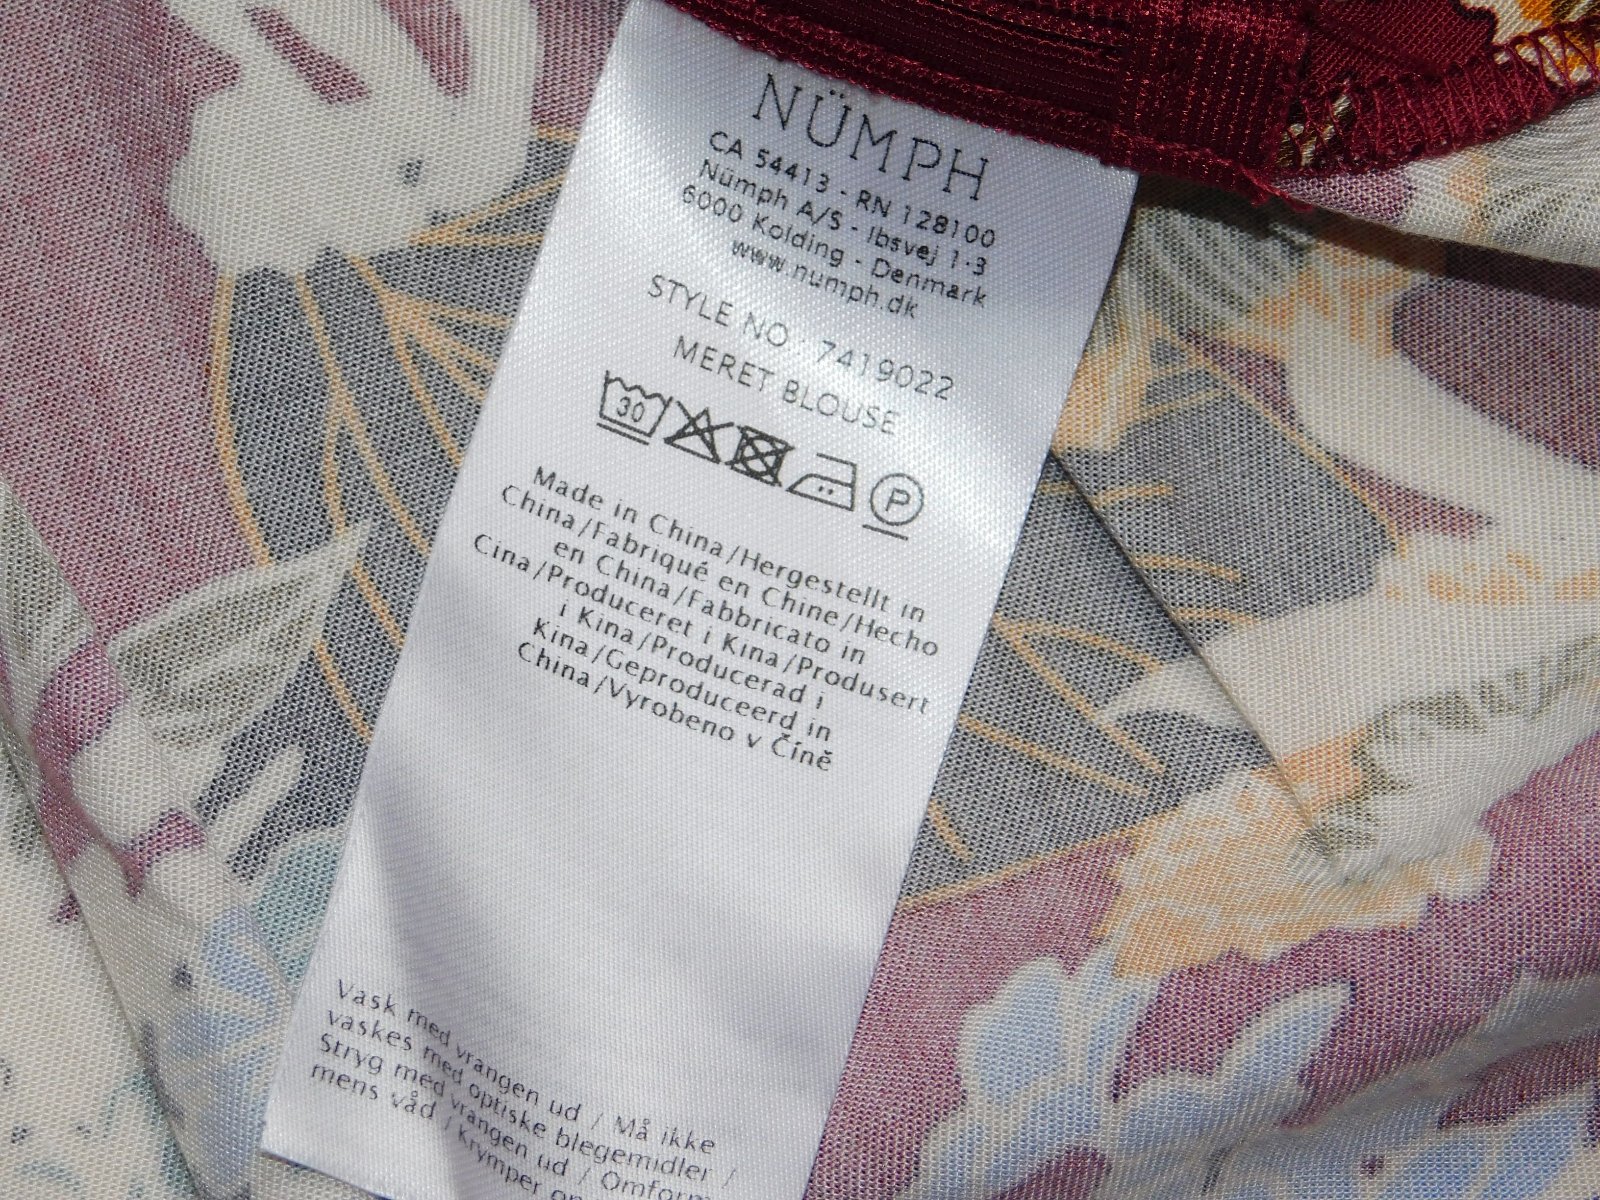 NÜMPH
CA 54413 - RN 128100
Nümph A/S - Ibsvej 1-3
6000 Kolding - Denmark
www.numph.dk
STYLE NO : 7419022
MERET BLOUSE
30
P
Made in China/Hergestellt in
China/Fabriqué en Chine/Hecho
en China/Fabbricato in
Cina/Produceret i Kina/Produsert
i Kina/Producerad i
Kina/Geproduceerd in
China/Vyrobeno v Číně
Vask med vrangen ud / Må ikke
vaskes med optiske blegemidler /
Stryg med vrangen ud / Omform
mens våd / Krymper op